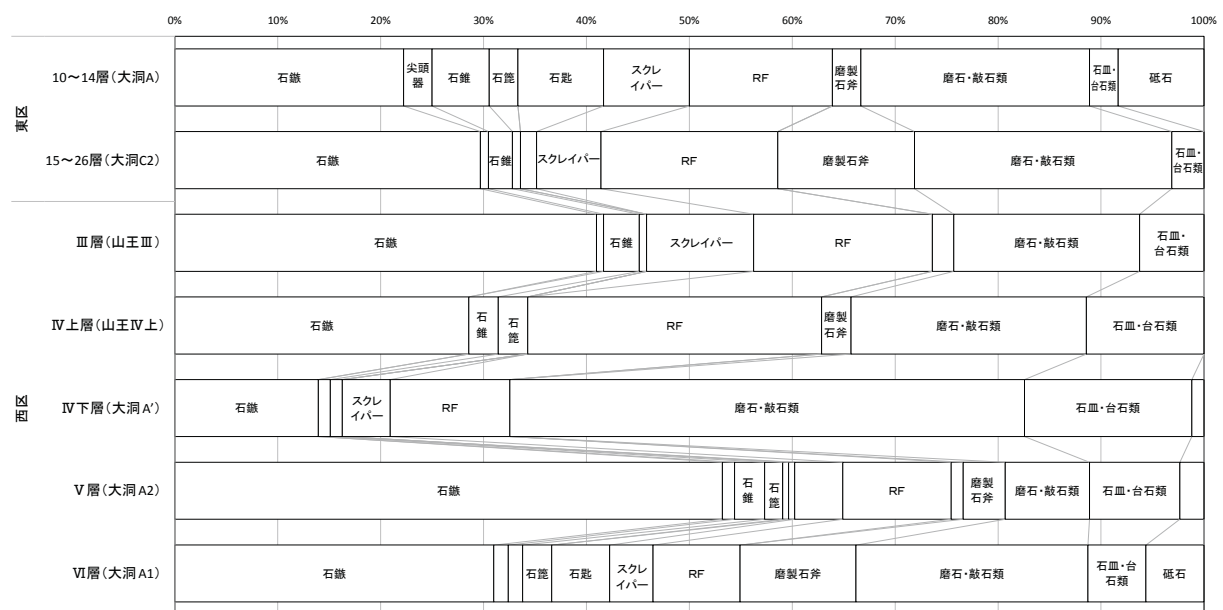 0% 10% 20% 30% 40% 50% 60% 70% 80% 90% 100%
東区
10～14層(大洞A)
石鏃 尖頭器 石錐 石箆 石匙 スクレイパー RF 磨製石斧 磨石・敲石類 石皿・台石類 砥石
15～26層(大洞C2)
石鏃 石錐 スクレイパー RF 磨製石斧 磨石・敲石類 石皿・台石類
西区
Ⅲ層(山王Ⅲ)
石鏃 石錐 スクレイパー RF 磨石・敲石類 石皿・台石類
Ⅳ上層(山王Ⅳ上)
石鏃 石錐 石箆 RF 磨製石斧 磨石・敲石類 石皿・台石類
Ⅳ下層(大洞A’)
石鏃 スクレイパー RF 磨石・敲石類 石皿・台石類
Ⅴ層(大洞A2)
石鏃 石錐 石箆 RF 磨製石斧 磨石・敲石類 石皿・台石類
Ⅵ層(大洞A1)
石鏃 石箆 石匙 スクレイパー RF 磨製石斧 磨石・敲石類 石皿・台石類 砥石